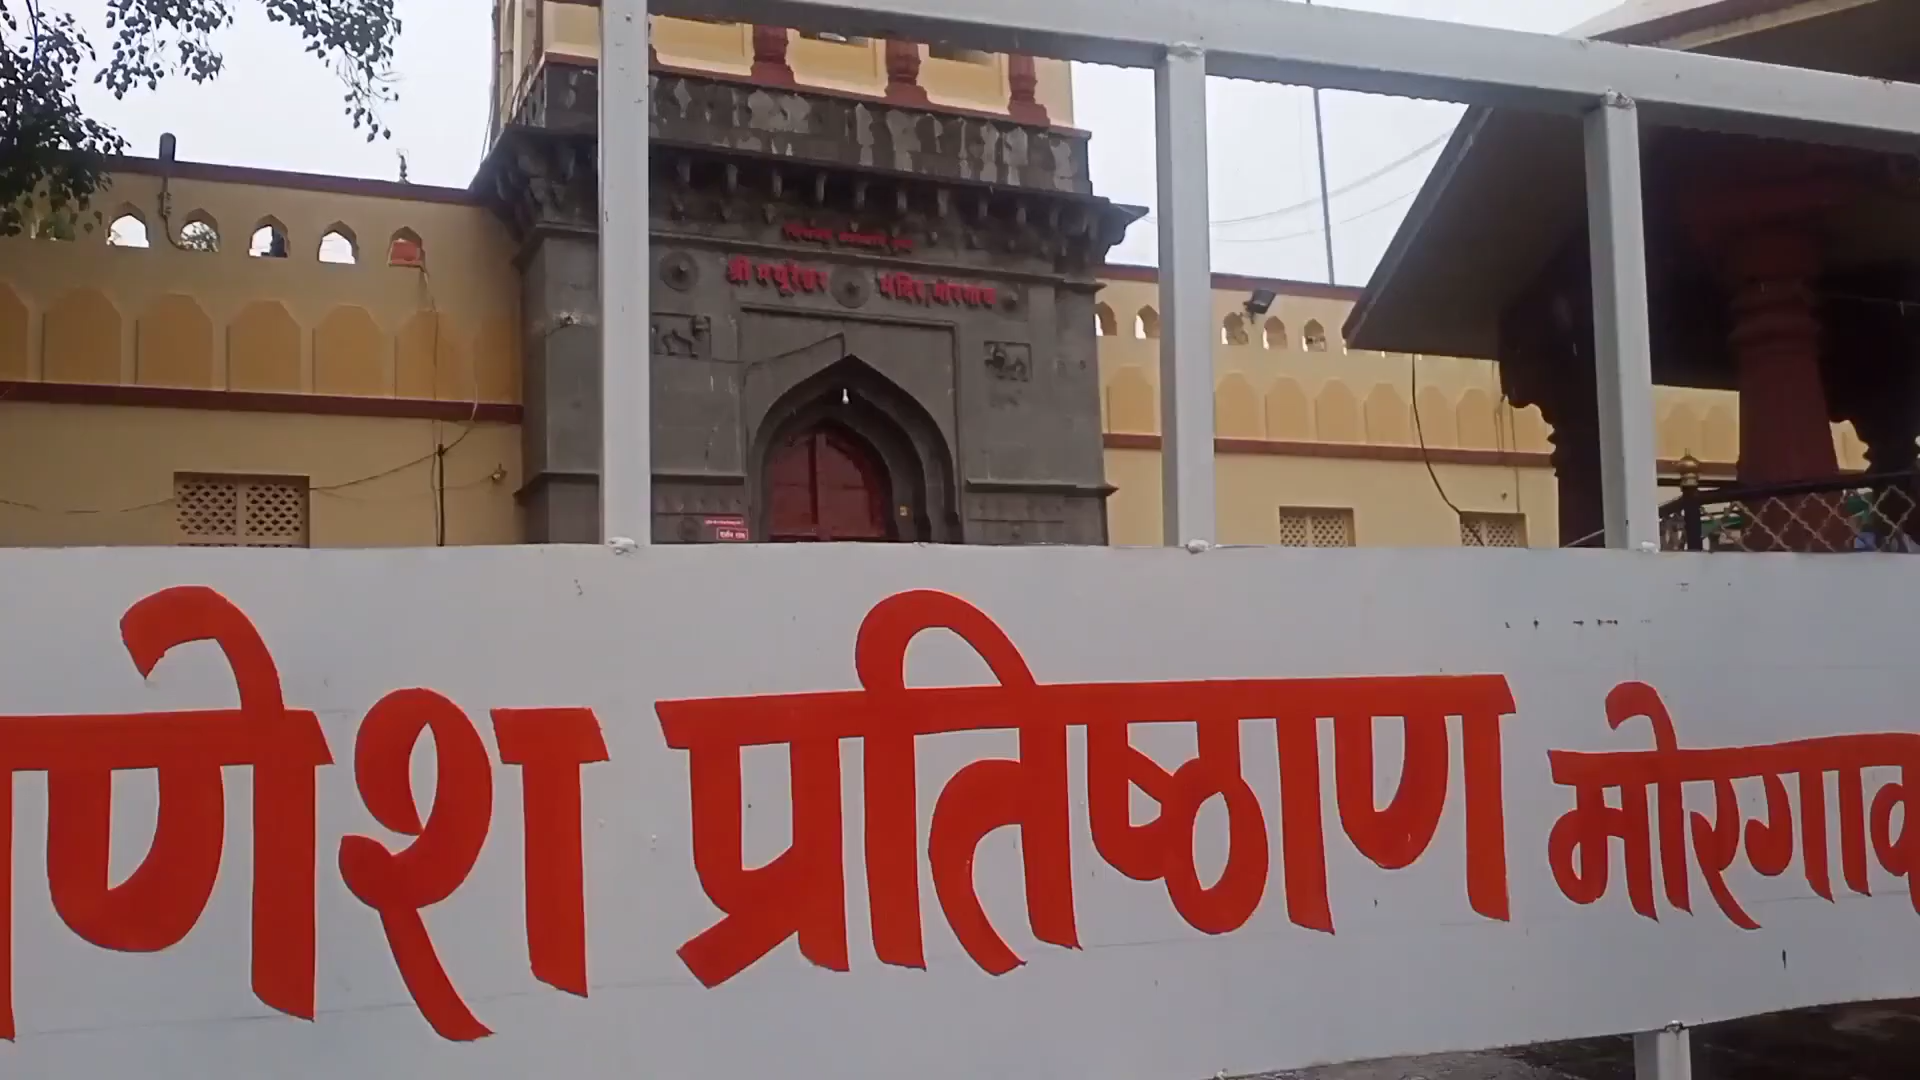 श्री मयुरेश्वर मंदिर, मोरगाव
णेश प्रतिष्ठाण मोरगाव